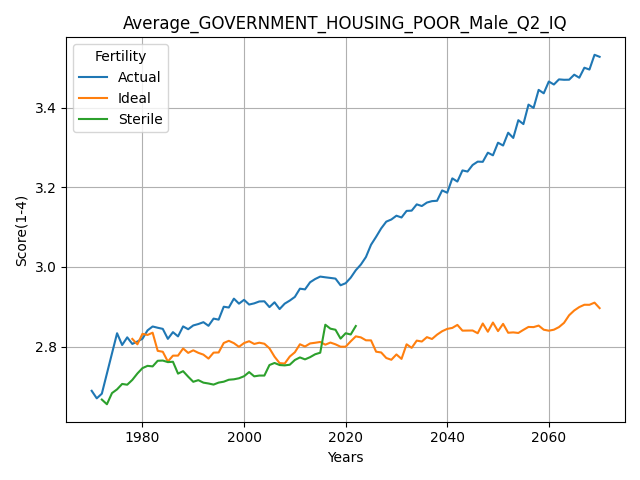 Average_GOVERNMENT_HOUSING_POOR_Male_Q2_IQ
Fertility
Actual
Ideal
Sterile
Score(1-4)
3.4
3.2
3.0
2.8
1980 2000 2020 2040 2060
Years